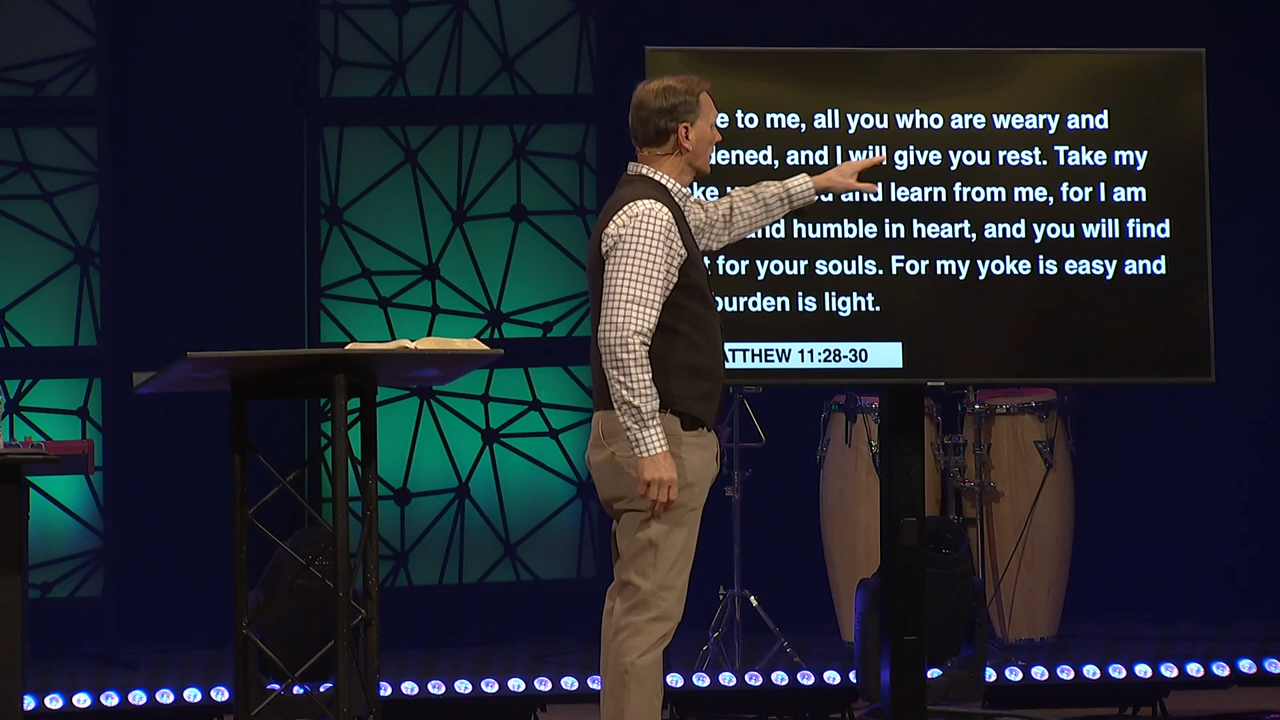 e to me, all you who are weary and
dened, and I will give you rest. Take my
ke and learn from me, for I am
and humble in heart, and you will find
t for your souls. For my yoke is easy and
burden is light.
ATTHEW 11:28-30